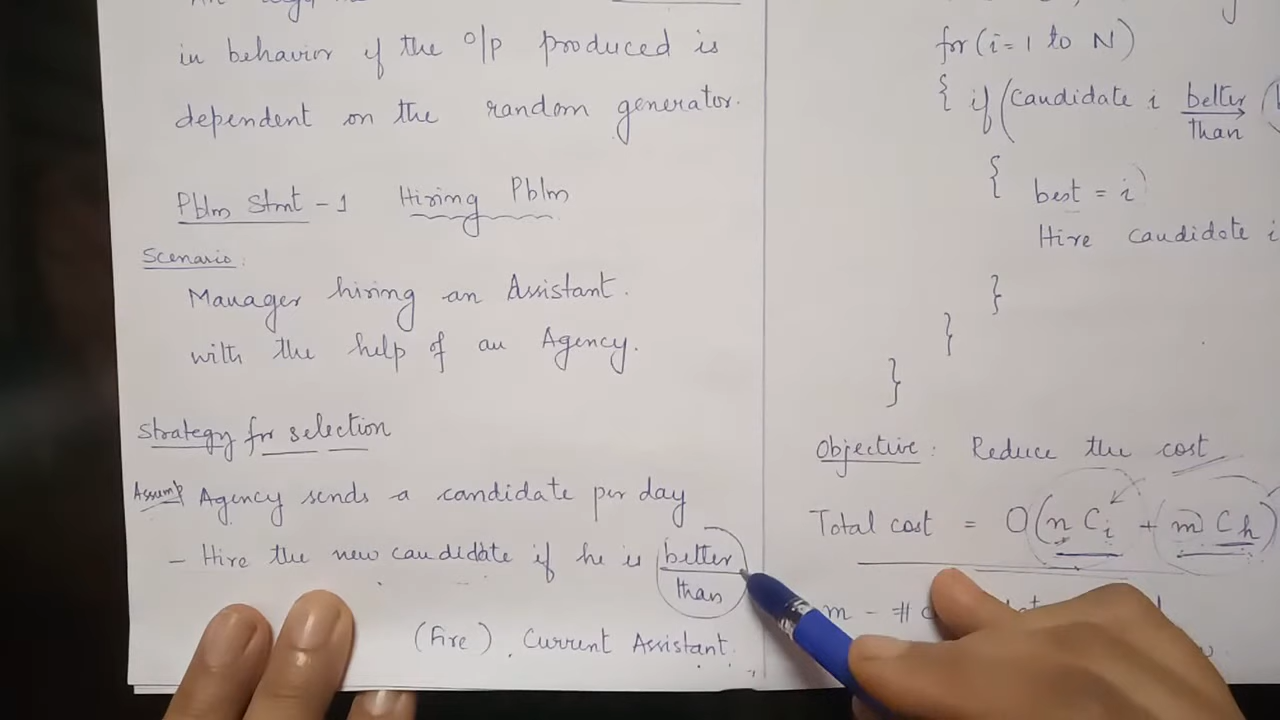 in behavior if the o/p produced is
dependent on the random generator.
Pblm Stmt - 1 Hiring Pblm
Scenario:
Manager hiring an Assistant.
with the help of an Agency.
Strategy for selection
Assump Agency sends a candidate per day
- Hire the new candidate if he is better
than
(Fire). Current Assistant.
for (i = 1 to N)
{ if (candidate i better
than
{
best = i
Hire candidate i
}
}
}
Objective: Reduce the cost
Total cost = O(n Ci + m Ch)
m - #